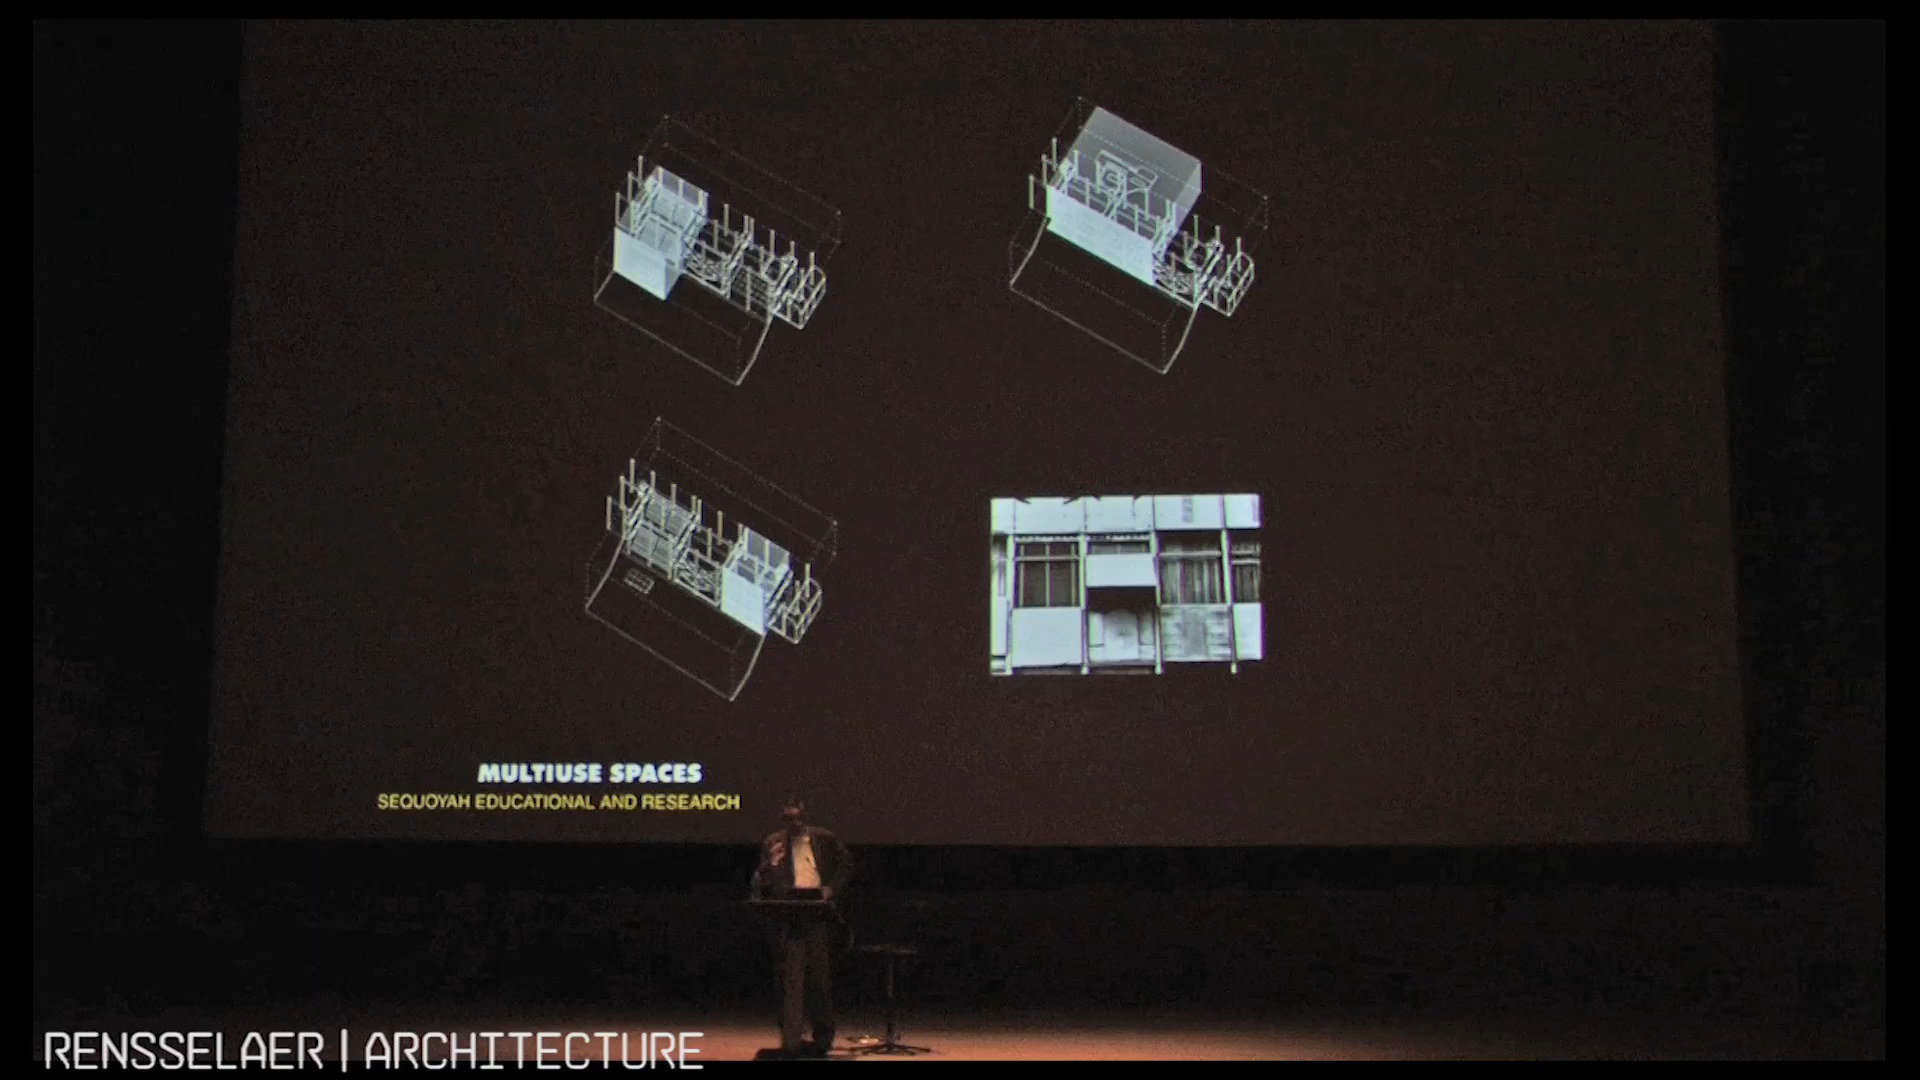 MULTIUSE SPACES
SEQUOYAH EDUCATIONAL AND RESEARCH
RENSSELAER | ARCHITECTURE